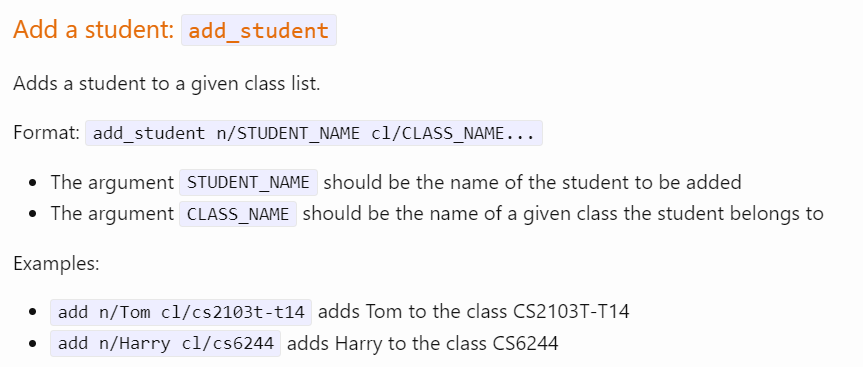 Add a student: add_student
Adds a student to a given class list.
Format: add_student n/STUDENT_NAME cl/CLASS_NAME...
• The argument STUDENT_NAME should be the name of the student to be added
• The argument CLASS_NAME should be the name of a given class the student belongs to
Examples:
• add n/Tom cl/cs2103t-t14 adds Tom to the class CS2103T-T14
• add n/Harry cl/cs6244 adds Harry to the class CS6244